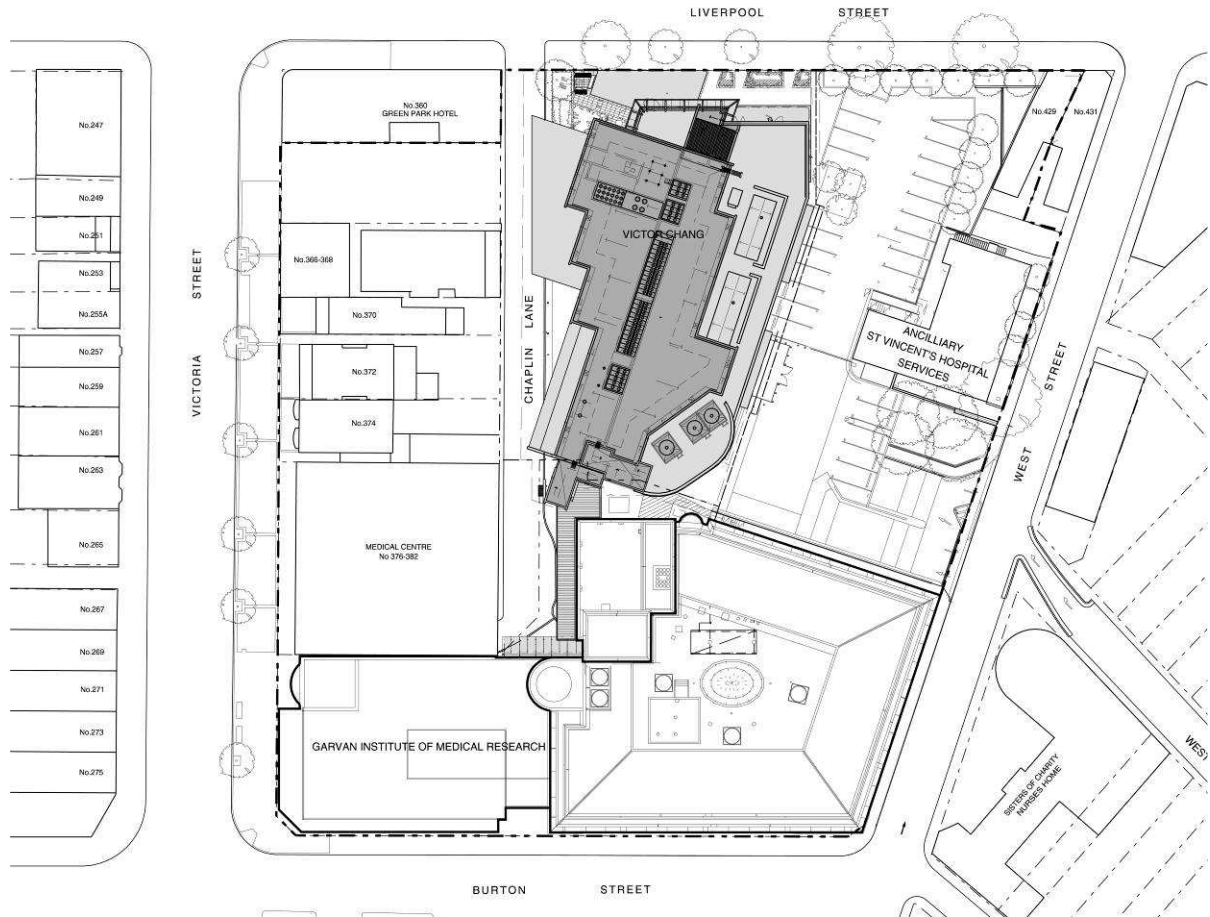 LIVERPOOL STREET
No.247
No.249
No.251
No.253
No.255A
No.257
No.259
No.261
No.263
No.265
No.267
No.269
No.271
No.273
No.275
VICTORIA STREET
No.360
GREEN PARK HOTEL
No.366-368
No.370
No.372
No.374
MEDICAL CENTRE
No 376-382
CHAPLIN LANE
VICTOR CHANG
No.429
No.431
ANCILLIARY
ST VINCENT'S HOSPITAL
SERVICES
WEST STREET
GARVAN INSTITUTE OF MEDICAL RESEARCH
SISTERS OF CHARITY
NURSES HOME
WEST
BURTON STREET